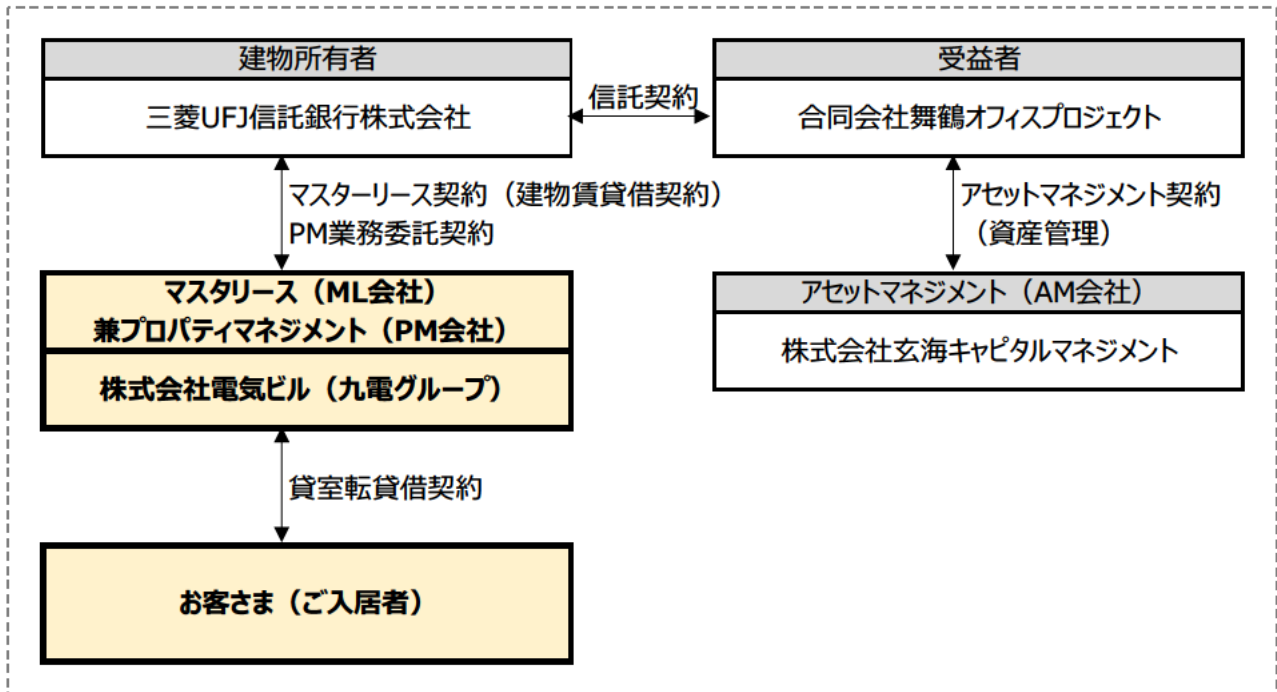 建物所有者
三菱UFJ信託銀行株式会社
信託契約
受益者
合同会社舞鶴オフィスプロジェクト
マスターリース契約（建物賃貸借契約）
PM業務委託契約
アセットマネジメント契約
（資産管理）
マスタリース（ML会社）
兼プロパティマネジメント（PM会社）
株式会社電気ビル（九電グループ）
アセットマネジメント（AM会社）
株式会社玄海キャピタルマネジメント
貸室転貸借契約
お客さま（ご入居者）